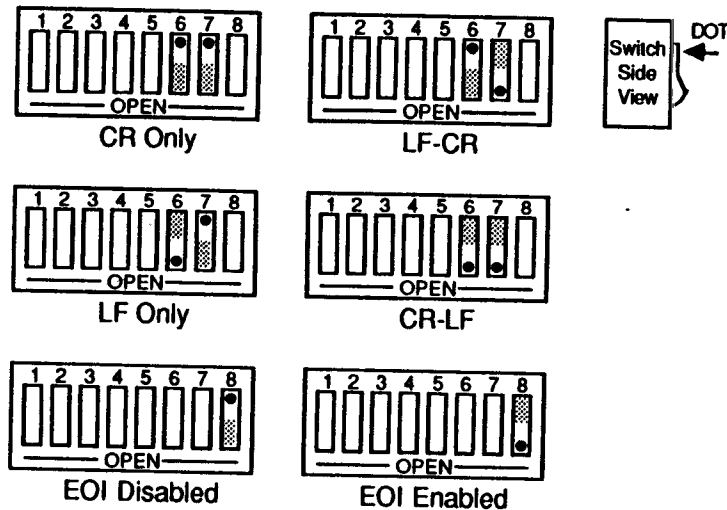 1 2 3 4 5 6 7 8
OPEN
CR Only
1 2 3 4 5 6 7 8
OPEN
LF-CR
Switch
Side
View
DOT
1 2 3 4 5 6 7 8
OPEN
LF Only
1 2 3 4 5 6 7 8
OPEN
CR-LF
1 2 3 4 5 6 7 8
OPEN
EOI Disabled
1 2 3 4 5 6 7 8
OPEN
EOI Enabled